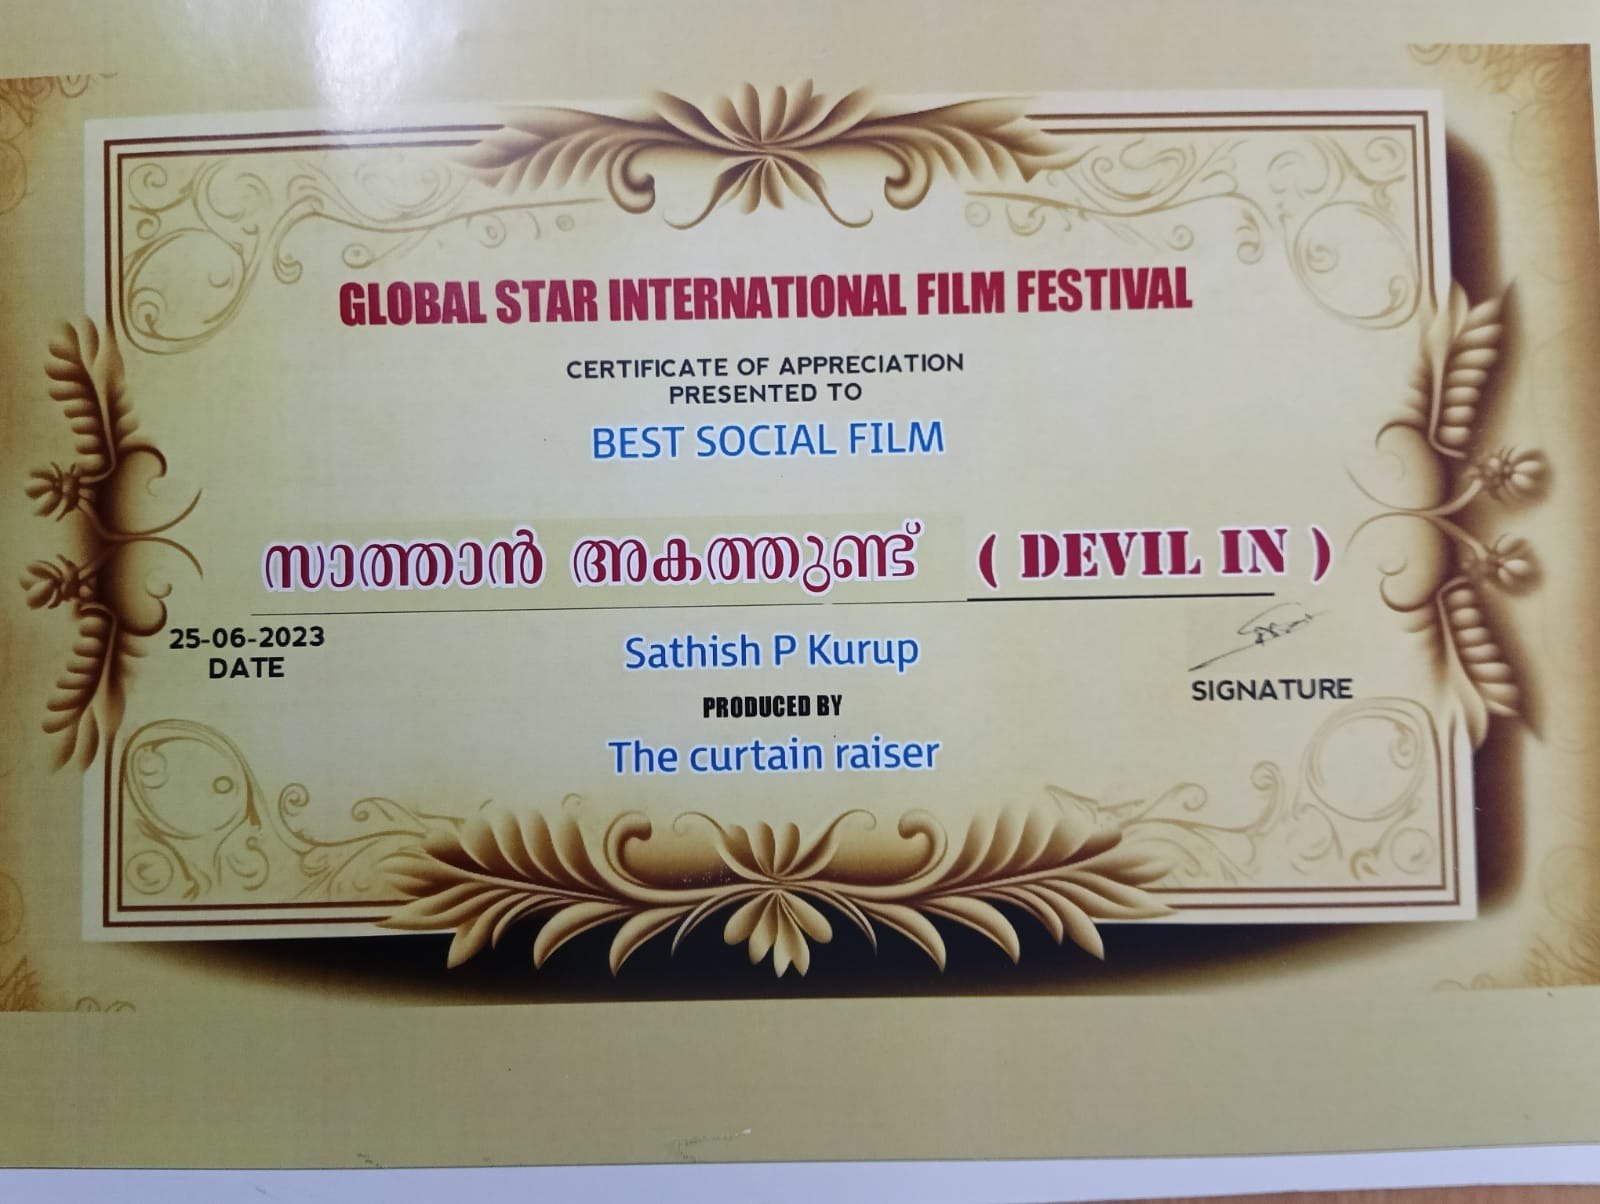 GLOBAL STAR INTERNATIONAL FILM FESTIVAL
CERTIFICATE OF APPRECIATION
PRESENTED TO
BEST SOCIAL FILM
സാത്താൻ അകത്തുണ്ട് ( DEVIL IN )
25-06-2023
DATE
Sathish P Kurup
PRODUCED BY
The curtain raiser
SIGNATURE